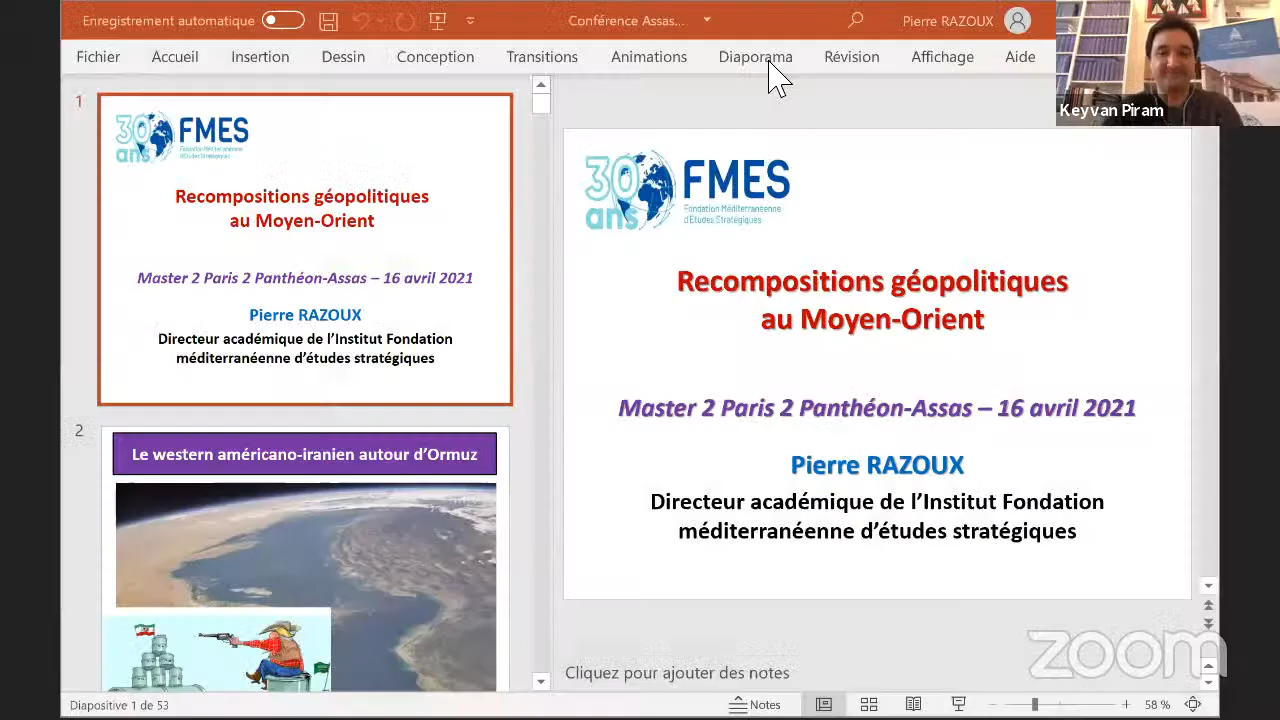 Enregistrement automatique
Conférence Assas...
Pierre RAZOUX
Fichier
Accueil
Insertion
Dessin
Conception
Transitions
Animations
Diaporama
Révision
Affichage
Aide
Keyvan Piram
1
30 ans
FMES
Fondation Méditerranéenne
d'Études Stratégiques
Recompositions géopolitiques
au Moyen-Orient
Master 2 Paris 2 Panthéon-Assas – 16 avril 2021
Pierre RAZOUX
Directeur académique de l'Institut Fondation
méditerranéenne d'études stratégiques
2
Le western américano-iranien autour d'Ormuz
30 ans
FMES
Fondation Méditerranéenne
d'Études Stratégiques
Recompositions géopolitiques
au Moyen-Orient
Master 2 Paris 2 Panthéon-Assas – 16 avril 2021
Pierre RAZOUX
Directeur académique de l'Institut Fondation
méditerranéenne d'études stratégiques
Cliquez pour ajouter des notes
zoom
Diapositive 1 de 53
Notes
58 %